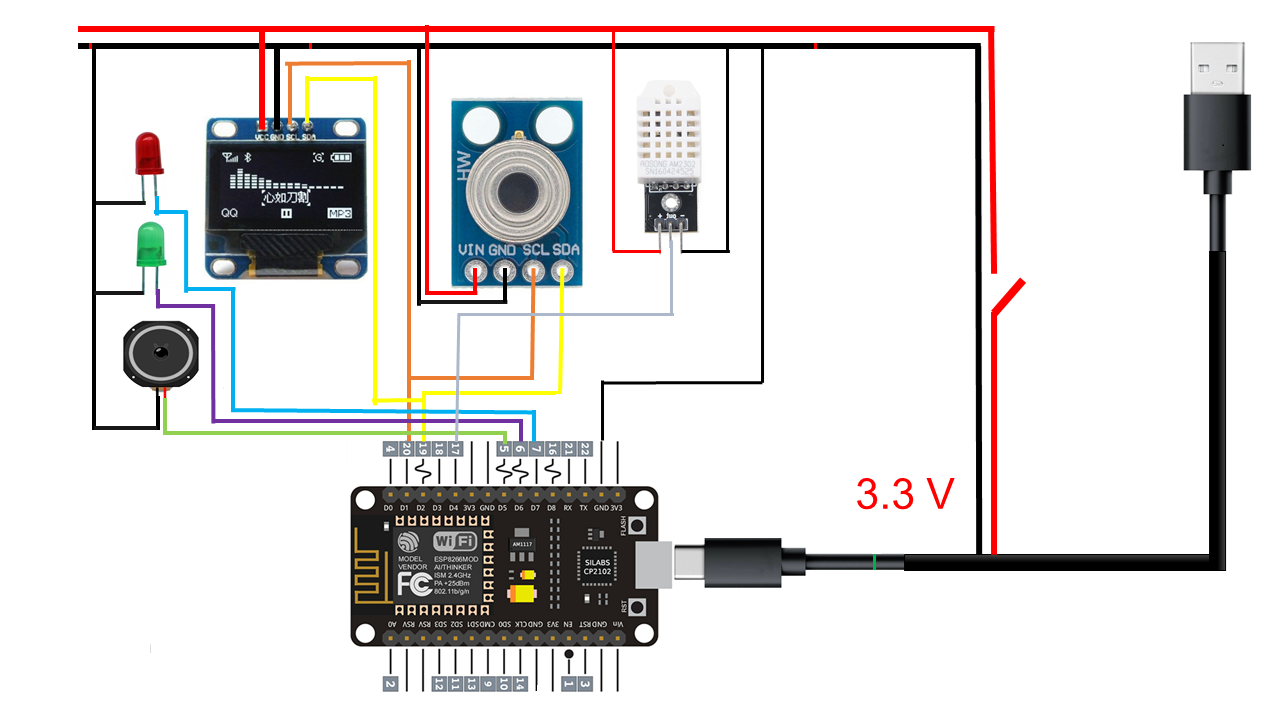 VCC GND SCL SDA
心如刀割
QQ
MP3
HW
VIN GND SCL SDA
AOSONG AM2302
SN160424525
+ out -
3.3 V
4 20 19 18 17 5 6 7 16 21 22
D0 D1 D2 D3 D4 3V3 GND D5 D6 D7 D8 RX TX GND 3V3
FLASH
WiFi
MODEL
VENDOR
ESP8266MOD
AI/THINKER
ISM 2.4GHz
PA +25dBm
802.11b/g/n
FC
AM1117
SILABS
CP2102
RST
A0 RSV RSV SD3 SD2 SD1 CMD SD0 CLK GND 3V3 EN RST GND Vin
2 12 11 13 9 10 14 1 3